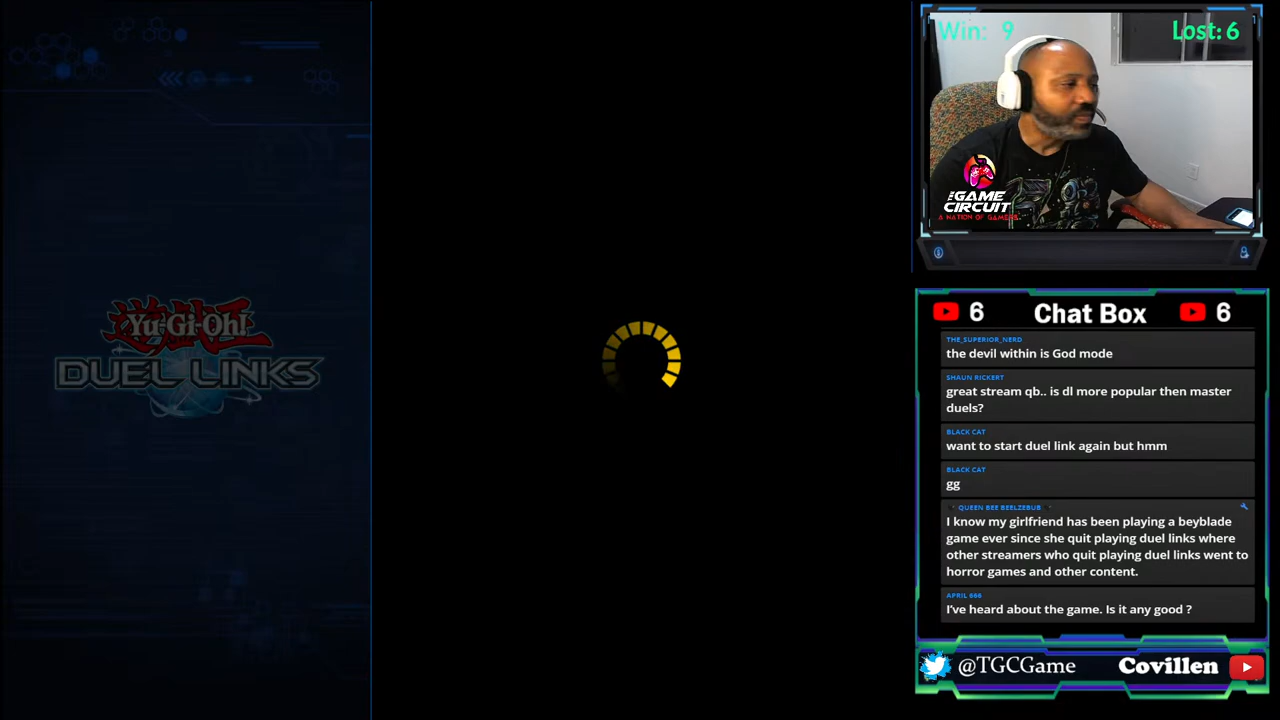 Win: 9
Lost: 6
THE GAME
CIRCUIT
A NATION OF GAMERS
Yu-Gi-Oh!
DUEL LINKS
6
Chat Box
6
THE_SUPERIOR_NERD
the devil within is God mode
SHAUN RICKERT
great stream qb.. is dl more popular then master
duels?
BLACK CAT
want to start duel link again but hmm
BLACK CAT
gg
QUEEN BEE BEELZEBUB
I know my girlfriend has been playing a beyblade
game ever since she quit playing duel links where
other streamers who quit playing duel links went to
horror games and other content.
APRIL 666
I've heard about the game. Is it any good ?
@TGCGame
Covillen